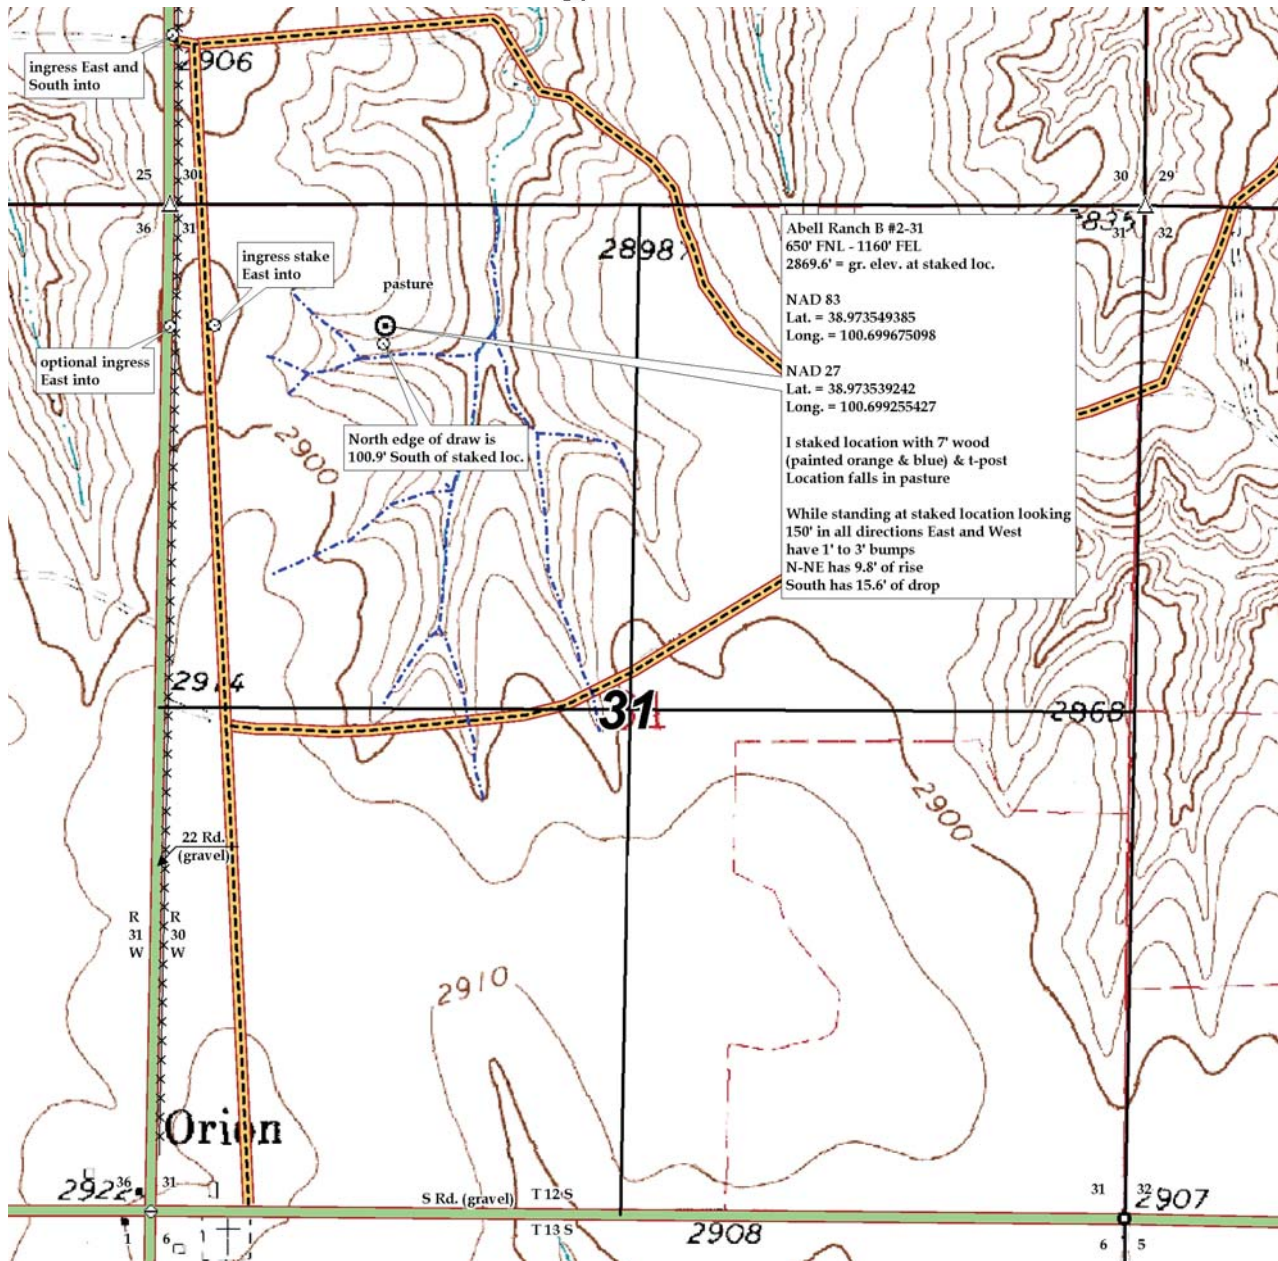 ingress East and
South into
2906
25
30
36
31
30
29
31
32
2835
28987
ingress stake
East into
pasture
optional ingress
East into
North edge of draw is
100.9' South of staked loc.
2900
Abell Ranch B #2-31
650' FNL - 1160' FEL
2869.6' = gr. elev. at staked loc.
NAD 83
Lat. = 38.973549385
Long. = 100.699675098
NAD 27
Lat. = 38.973539242
Long. = 100.699255427
I staked location with 7' wood
(painted orange & blue) & t-post
Location falls in pasture
While standing at staked location looking
150' in all directions East and West
have 1' to 3' bumps
N-NE has 9.8' of rise
South has 15.6' of drop
2914
31
2968
2900
22 Rd.
(gravel)
R R
31 30
W W
2910
Orion
2922
36
31
S Rd. (gravel)
T 12 S
T 13 S
1
6
2908
31
32
2907
6
5